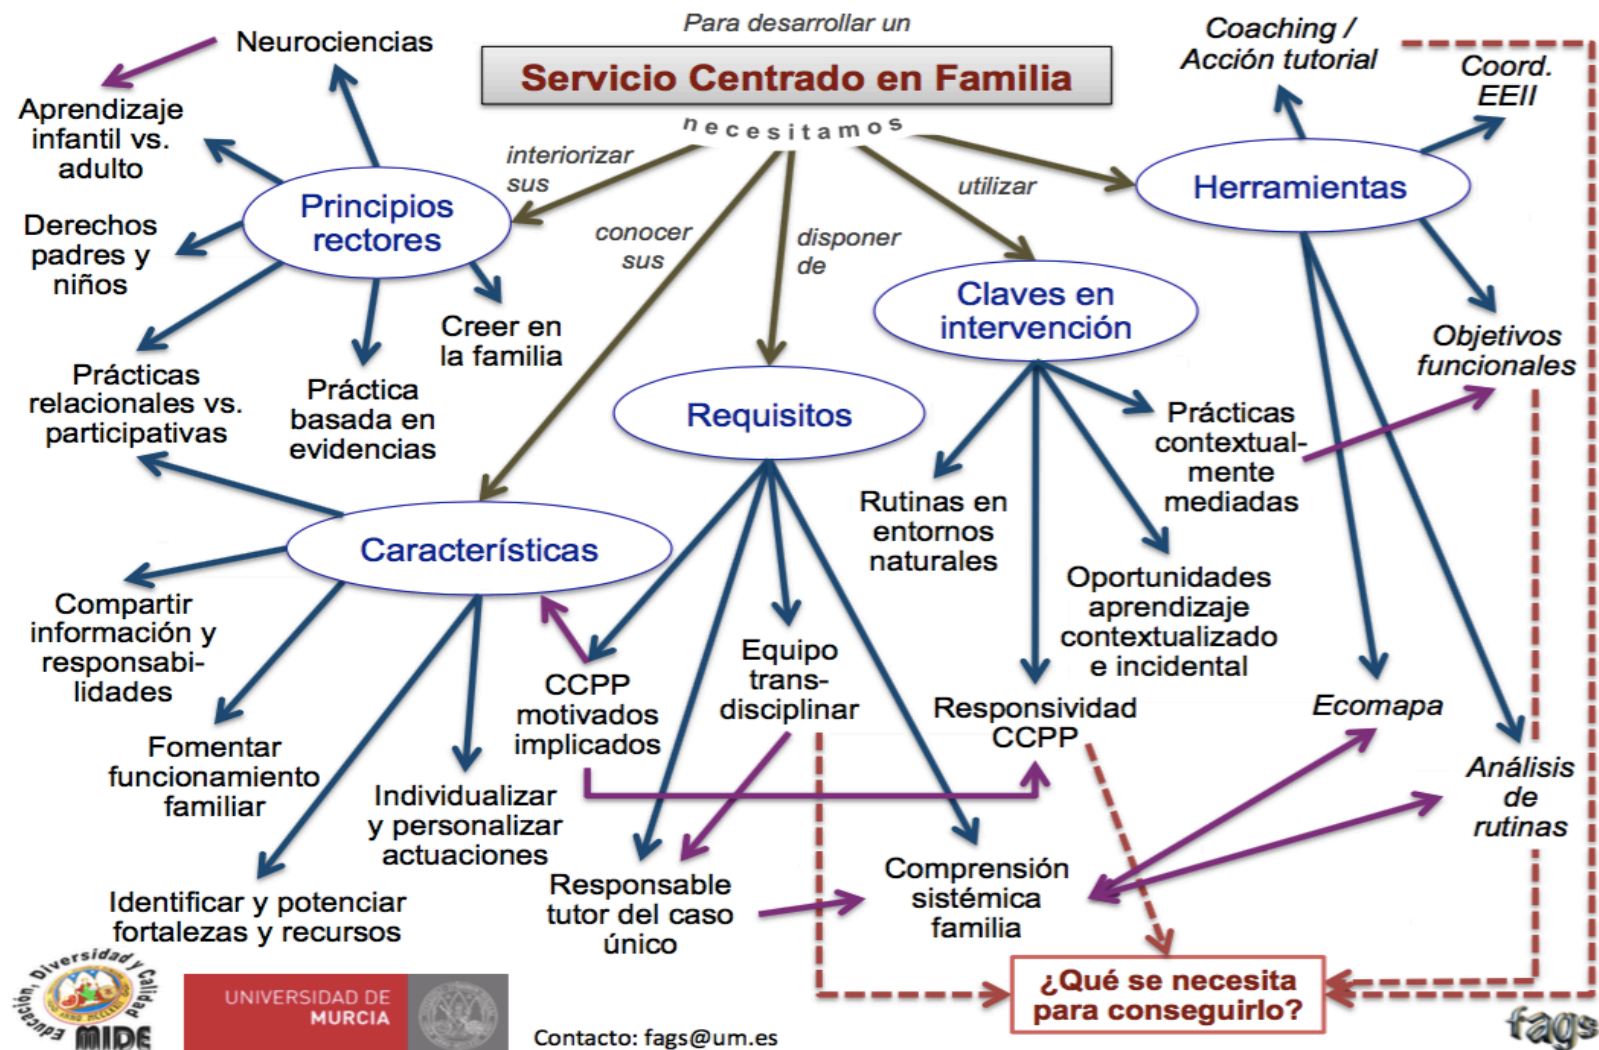 Para desarrollar un
Servicio Centrado en Familia
necesitamos
interiorizar
sus
conocer
sus
disponer
de
utilizar
Principios
rectores
Neurociencias
Aprendizaje
infantil vs.
adulto
Derechos
padres y
niños
Prácticas
relacionales vs.
participativas
Práctica
basada en
evidencias
Creer en
la familia
Características
Compartir
información y
responsabi-
lidades
Fomentar
funcionamiento
familiar
Identificar y potenciar
fortalezas y recursos
Individualizar
y personalizar
actuaciones
Requisitos
CCPP
motivados
implicados
Responsable
tutor del caso
único
Equipo
trans-
disciplinar
Comprensión
sistémica
familia
Claves en
intervención
Rutinas en
entornos
naturales
Responsividad
CCPP
Oportunidades
aprendizaje
contextualizado
e incidental
Prácticas
contextual-
mente
mediadas
Herramientas
Coaching /
Acción tutorial
Coord.
EEII
Objetivos
funcionales
Ecomapa
Análisis
de
rutinas
¿Qué se necesita
para conseguirlo?
Educación, Diversidad y Calidad
MIDE
UNIVERSIDAD DE
MURCIA
Contacto: fags@um.es
fags